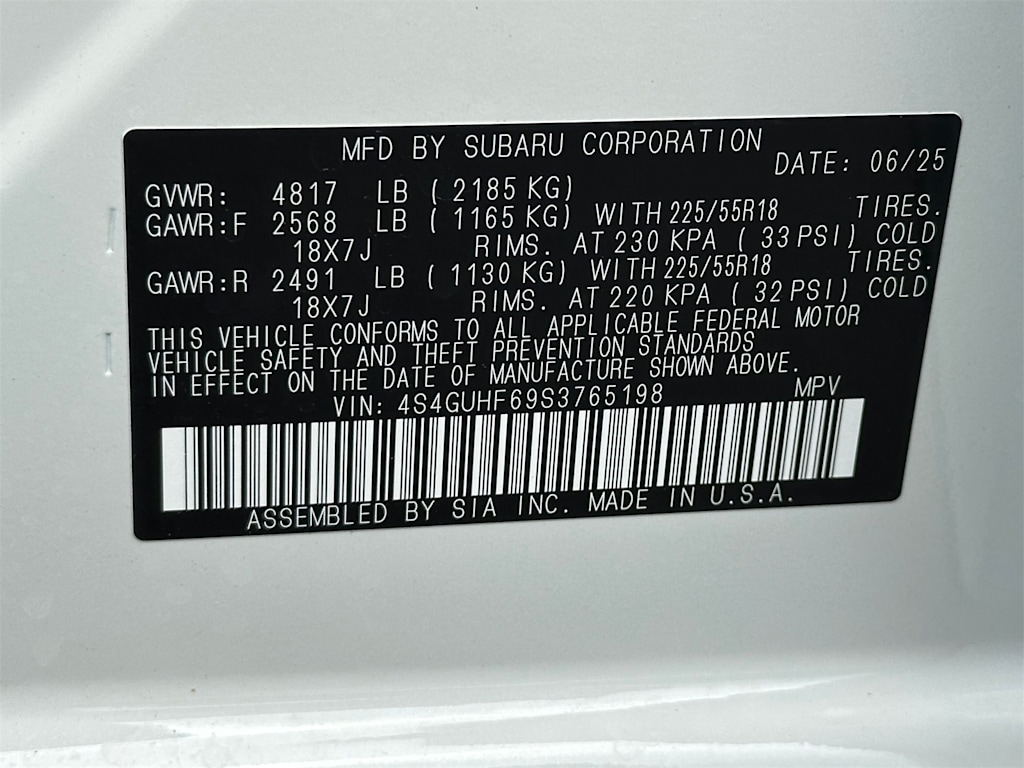 MFD BY SUBARU CORPORATION DATE: 06/25
GVWR: 4817 LB ( 2185 KG)
GAWR:F 2568 LB ( 1165 KG) WITH 225/55R18 TIRES.
18X7J RIMS. AT 230 KPA ( 33 PSI) COLD
GAWR:R 2491 LB ( 1130 KG) WITH 225/55R18 TIRES.
18X7J RIMS. AT 220 KPA ( 32 PSI) COLD
THIS VEHICLE CONFORMS TO ALL APPLICABLE FEDERAL MOTOR
VEHICLE SAFETY AND THEFT PREVENTION STANDARDS
IN EFFECT ON THE DATE OF MANUFACTURE SHOWN ABOVE.
VIN: 4S4GUHF69S3765198 MPV
ASSEMBLED BY SIA INC. MADE IN U.S.A.